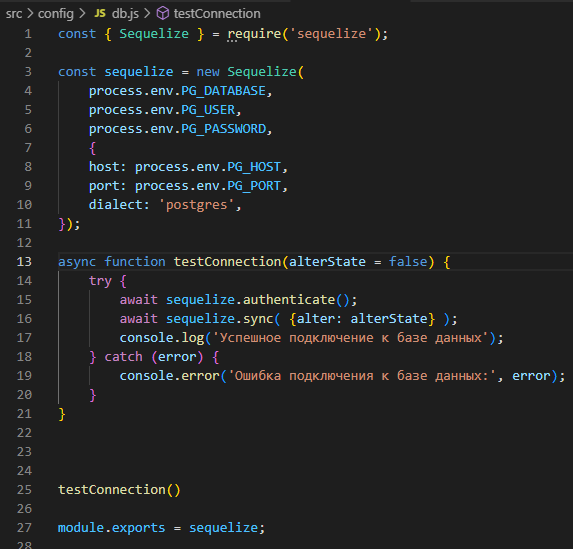 src > config > JS db.js > testConnection
1 const { Sequelize } = require('sequelize');
2
3 const sequelize = new Sequelize(
4 process.env.PG_DATABASE,
5 process.env.PG_USER,
6 process.env.PG_PASSWORD,
7 {
8 host: process.env.PG_HOST,
9 port: process.env.PG_PORT,
10 dialect: 'postgres',
11 });
12
13 async function testConnection(alterState = false) {
14 try {
15 await sequelize.authenticate();
16 await sequelize.sync( {alter: alterState} );
17 console.log('Успешное подключение к базе данных');
18 } catch (error) {
19 console.error('Ошибка подключения к базе данных:', error);
20 }
21 }
22
23
24
25 testConnection()
26
27 module.exports = sequelize;
28